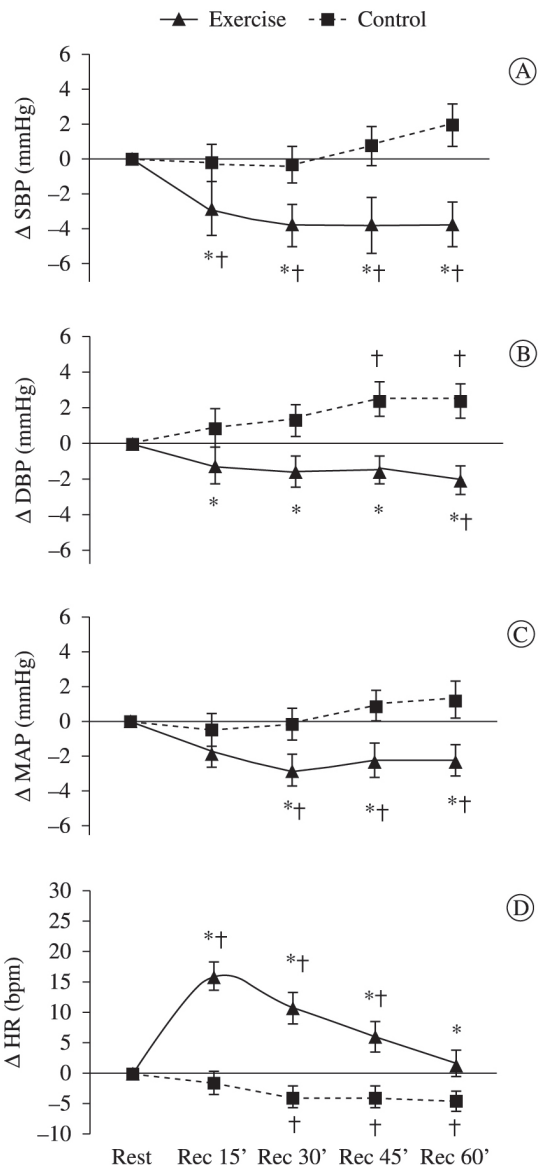 Exercise Control
A
6
4
2
0
–2
–4
–6
Δ SBP (mmHg)
*† *† *† *†
B
6
4
2
0
–2
–4
–6
Δ DBP (mmHg)
† †
* * * *†
C
6
4
2
0
–2
–4
–6
Δ MAP (mmHg)
*† *† *†
D
30
25
20
15
10
5
0
–5
–10
Δ HR (bpm)
*† *† *† *
† † †
Rest Rec 15’ Rec 30’ Rec 45’ Rec 60’